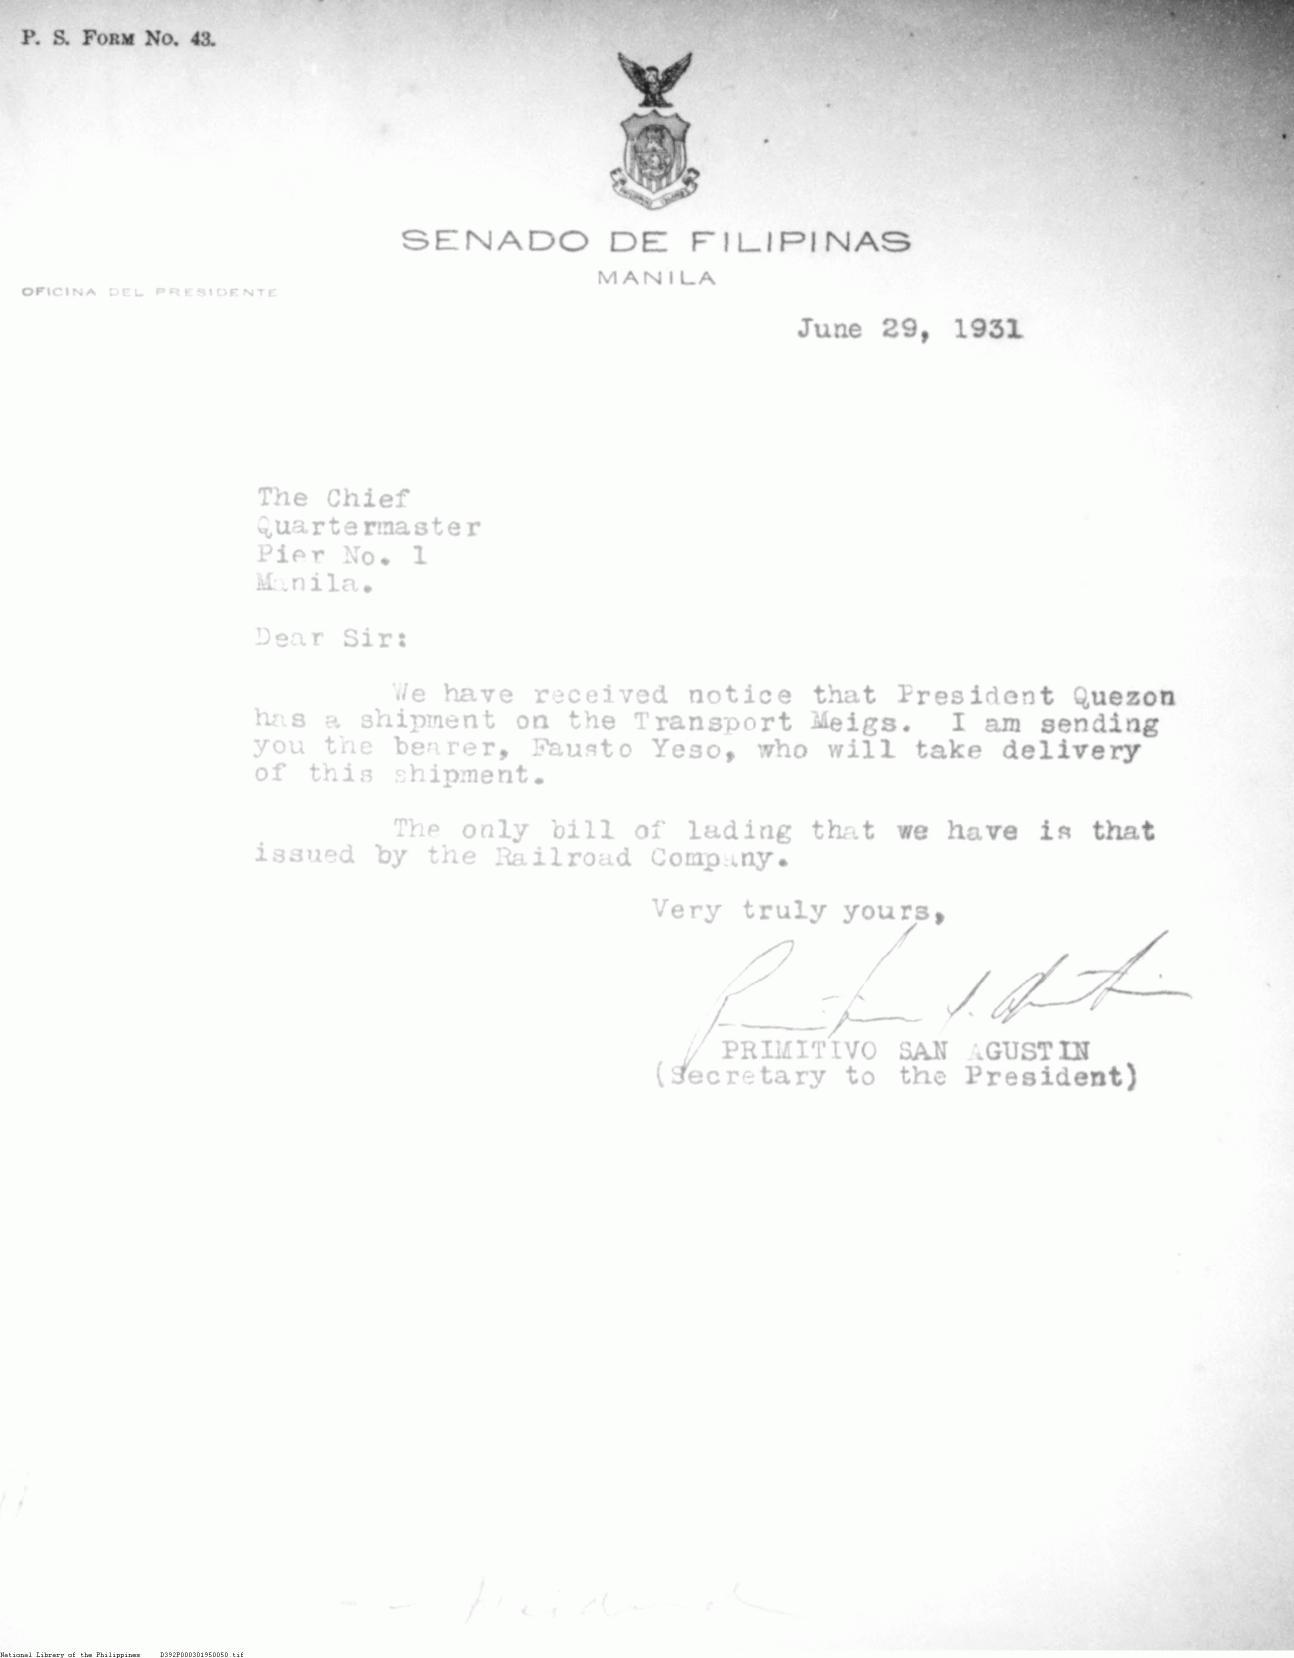 P. S. FORM NO. 43.
SENADO DE FILIPINAS
MANILA
OFICINA DEL PRESIDENTE
June 29, 1931
The Chief
Quartermaster
Pier No. 1
Manila.
Dear Sir:
We have received notice that President Quezon
has a shipment on the Transport Meigs. I am sending
you the bearer, Fausto Yeso, who will take delivery
of this shipment.
The only bill of lading that we have is that
issued by the Railroad Company.
Very truly yours,
PRIMITIVO SAN AGUSTIN
(Secretary to the President)
National Library of the Philippines D392P000301950050.tif